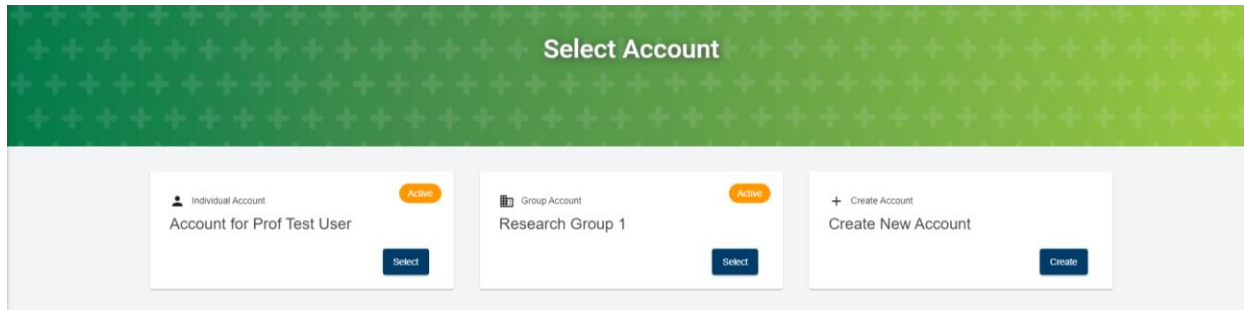 Select Account
Individual Account
Active
Account for Prof Test User
Select
Group Account
Active
Research Group 1
Select
Create Account
Create New Account
Create